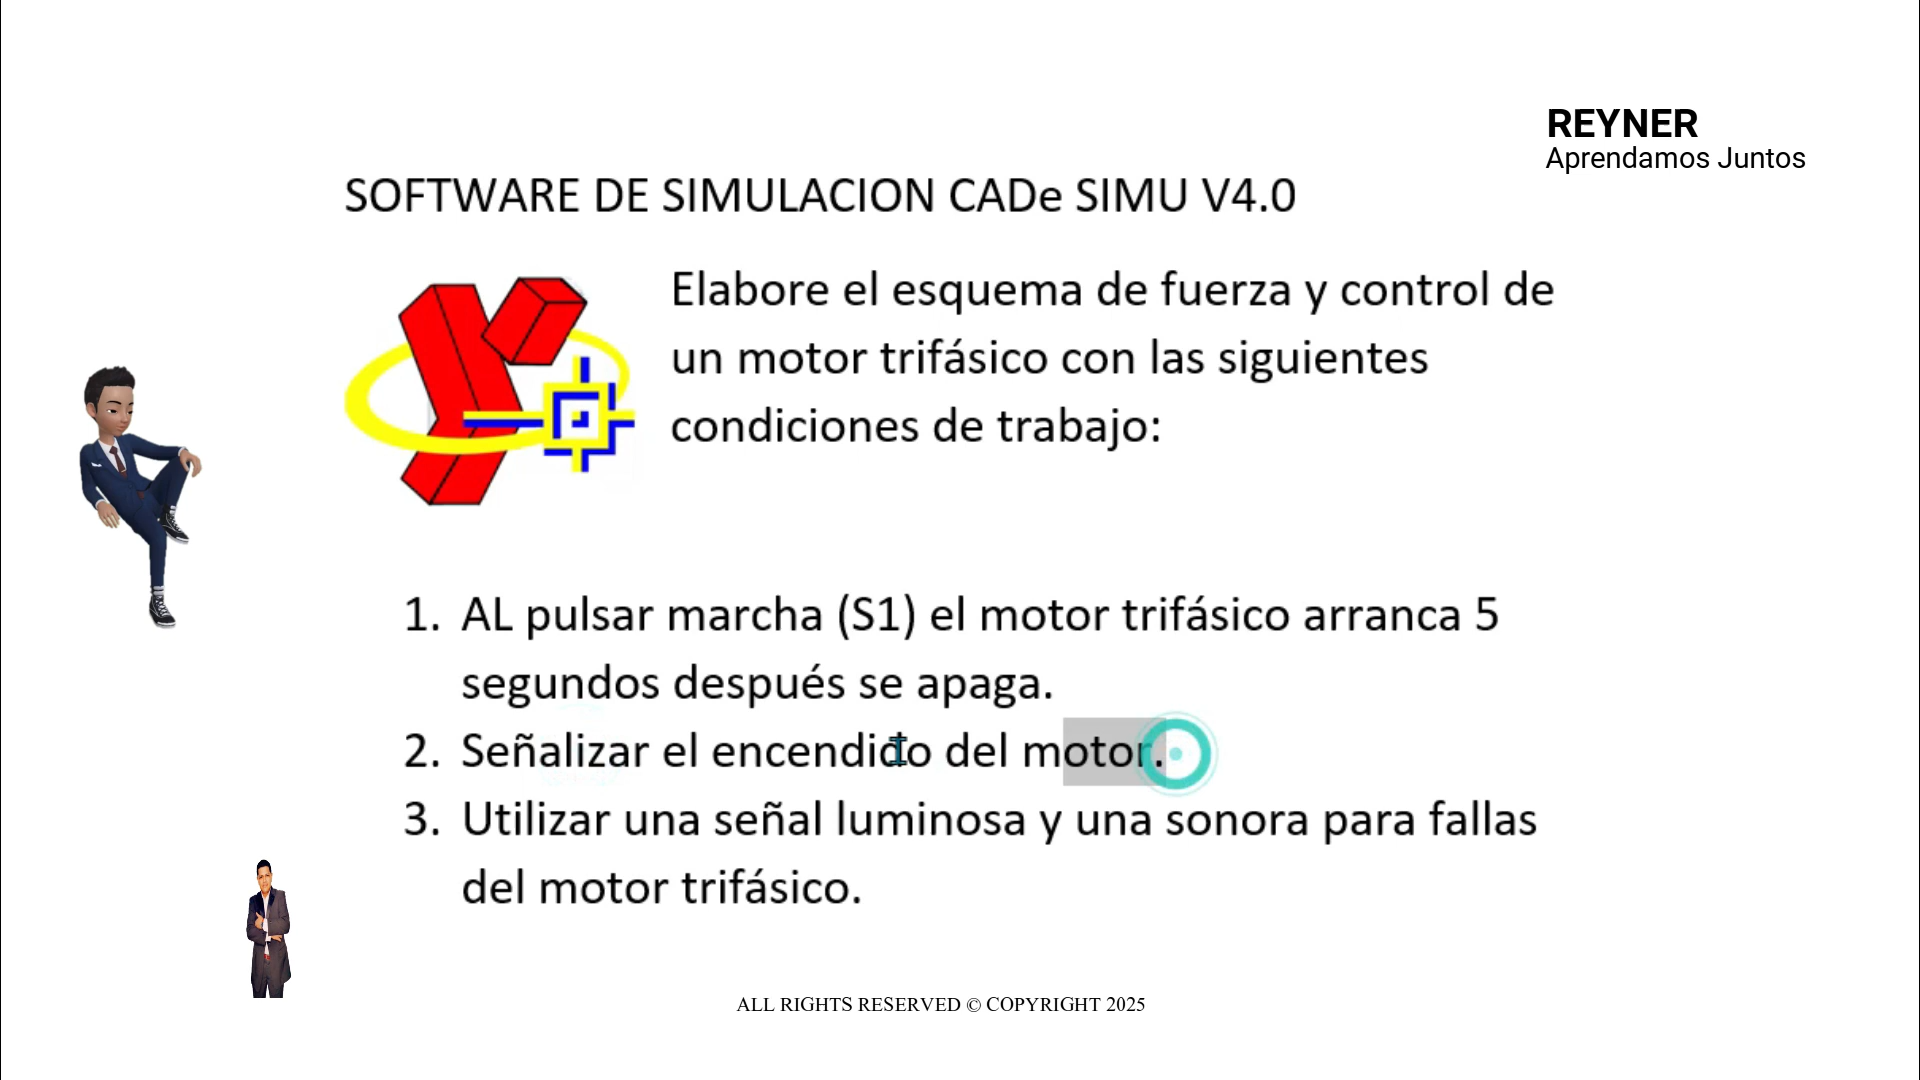 REYNER
Aprendamos Juntos
SOFTWARE DE SIMULACION CADe SIMU V4.0
Elabore el esquema de fuerza y control de
un motor trifásico con las siguientes
condiciones de trabajo:
1. AL pulsar marcha (S1) el motor trifásico arranca 5
segundos después se apaga.
2. Señalizar el encendido del motor.
3. Utilizar una señal luminosa y una sonora para fallas
del motor trifásico.
ALL RIGHTS RESERVED © COPYRIGHT 2025